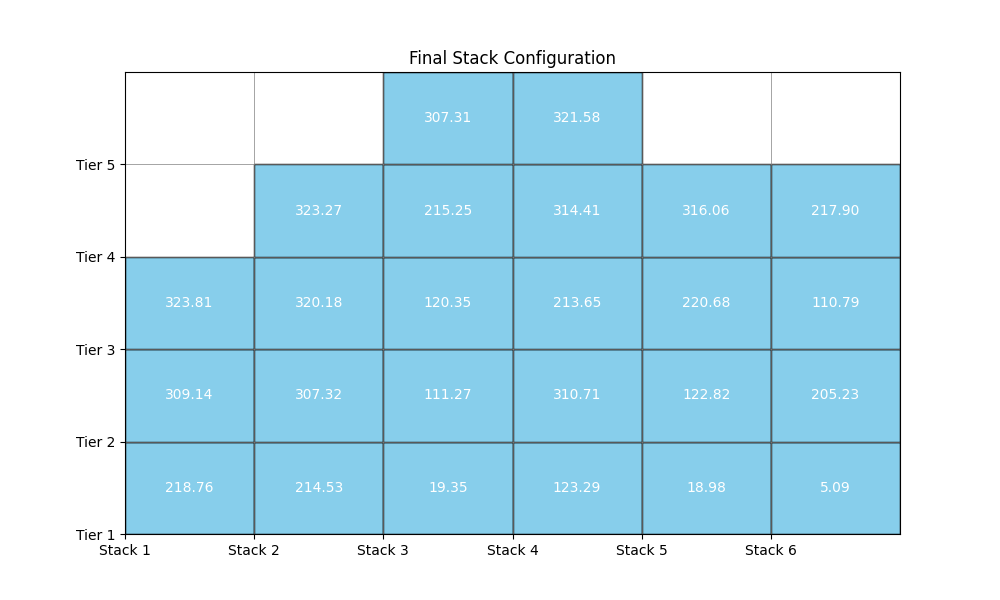 Final Stack Configuration
307.31 321.58
Tier 5
323.27 215.25 314.41 316.06 217.90
Tier 4
323.81 320.18 120.35 213.65 220.68 110.79
Tier 3
309.14 307.32 111.27 310.71 122.82 205.23
Tier 2
218.76 214.53 19.35 123.29 18.98 5.09
Tier 1
Stack 1 Stack 2 Stack 3 Stack 4 Stack 5 Stack 6